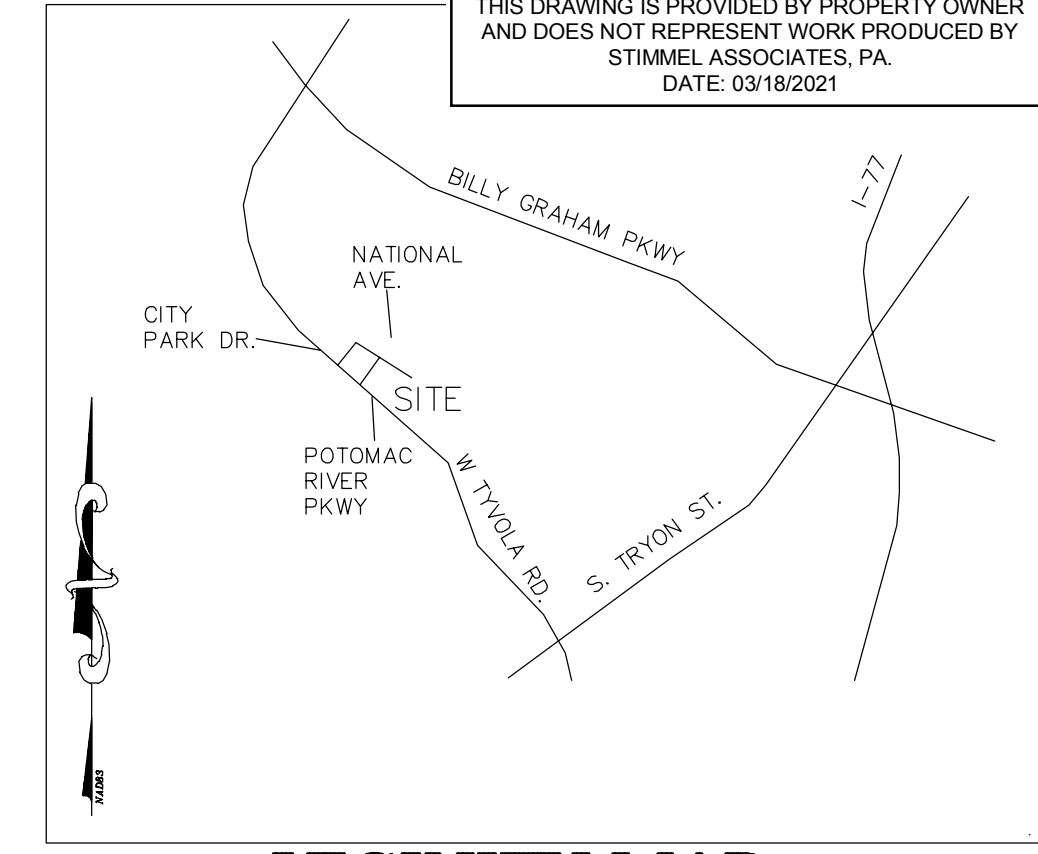 THIS DRAWING IS PROVIDED BY PROPERTY OWNER
AND DOES NOT REPRESENT WORK PRODUCED BY
STIMMEL ASSOCIATES, PA.
DATE: 03/18/2021
I-77
BILLY GRAHAM PKWY
NATIONAL
AVE.
CITY
PARK DR.
SITE
POTOMAC
RIVER
PKWY
W TYVOLA RD.
S. TRYON ST.
NAD83